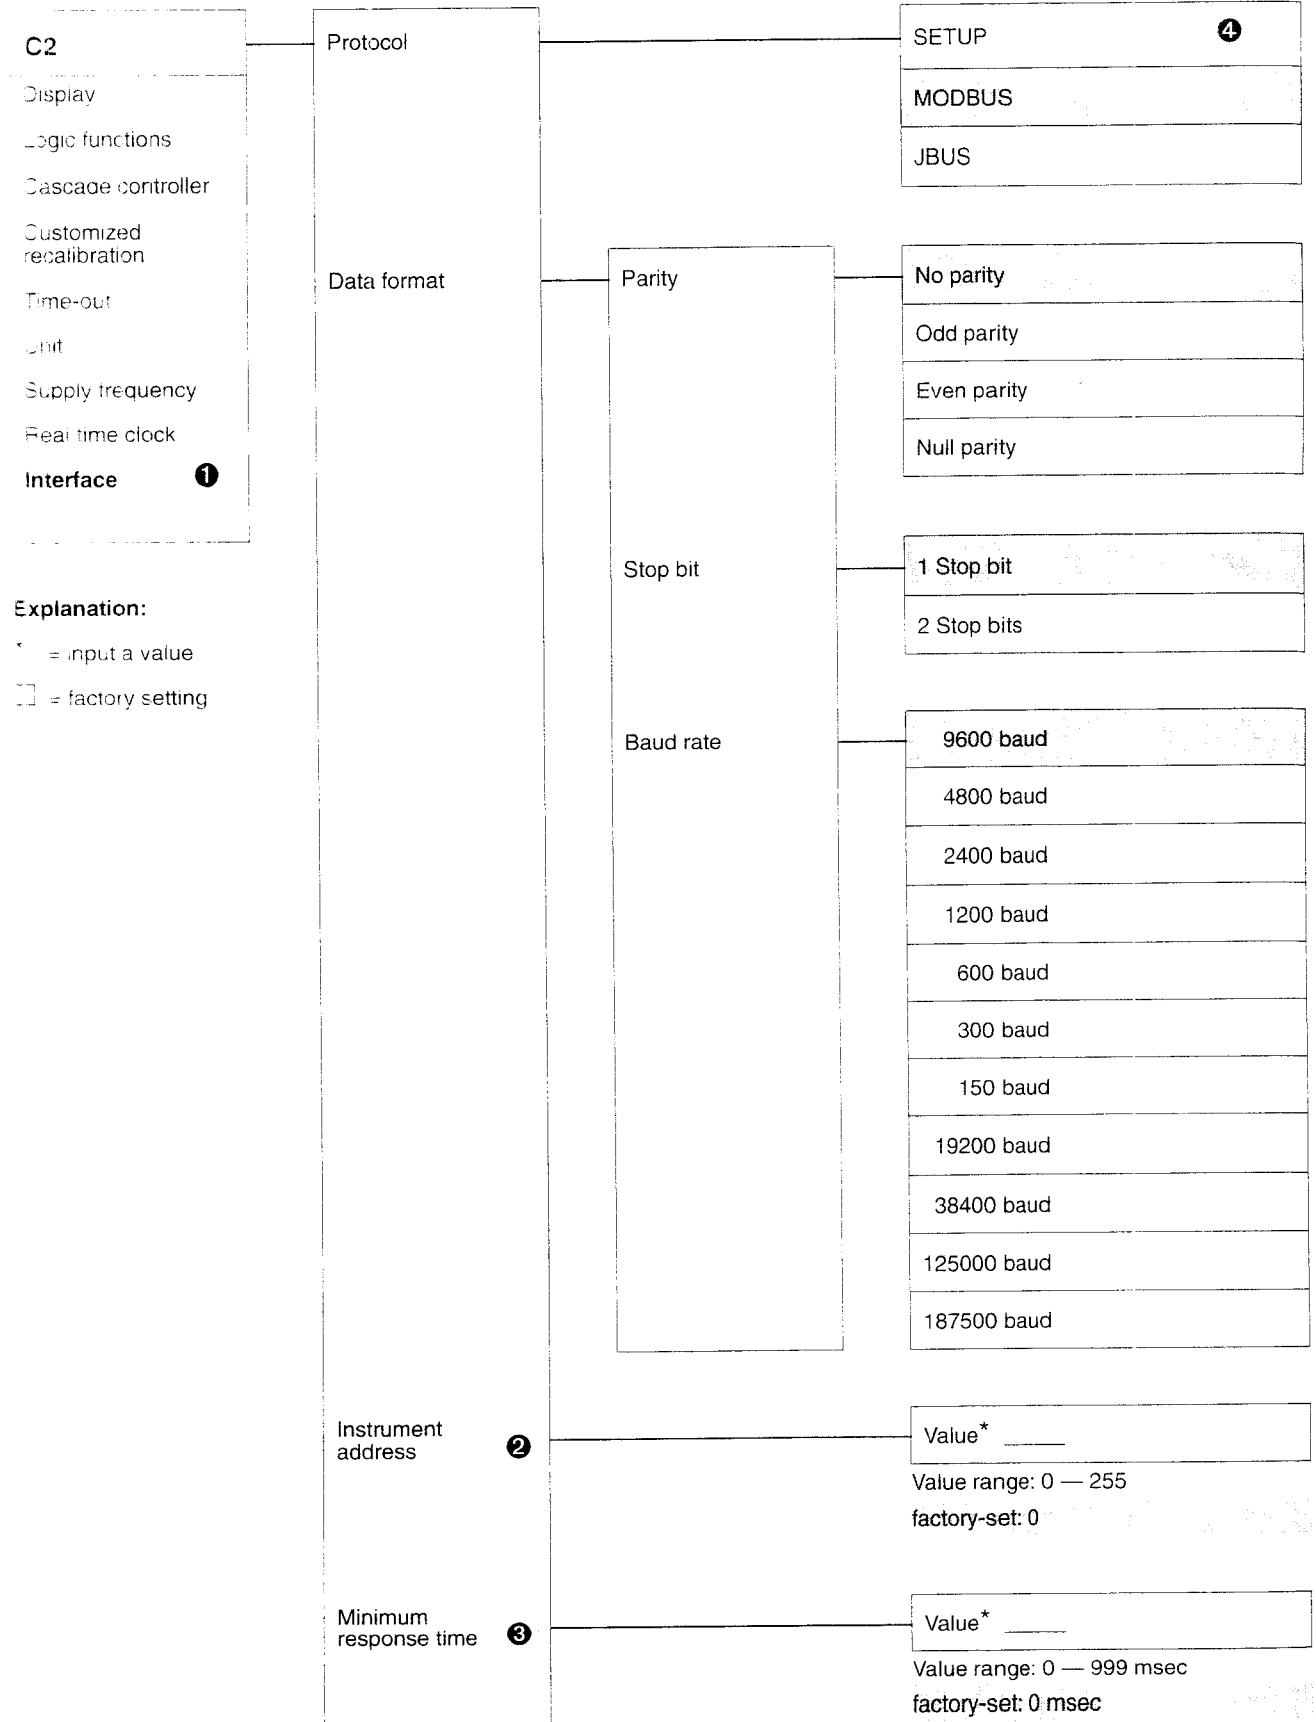 C2
Display
Logic functions
Cascade controller
Customized
recalibration
Time-out
Unit
Supply frequency
Real time clock
Interface ❶
Explanation:
* = input a value
= factory setting
Protocol
SETUP ❹
MODBUS
JBUS
Data format
Parity
No parity
Odd parity
Even parity
Null parity
Stop bit
1 Stop bit
2 Stop bits
Baud rate
9600 baud
4800 baud
2400 baud
1200 baud
600 baud
300 baud
150 baud
19200 baud
38400 baud
125000 baud
187500 baud
Instrument
address ❷
Value* _____
Value range: 0 — 255
factory-set: 0
Minimum
response time ❸
Value* _____
Value range: 0 — 999 msec
factory-set: 0 msec